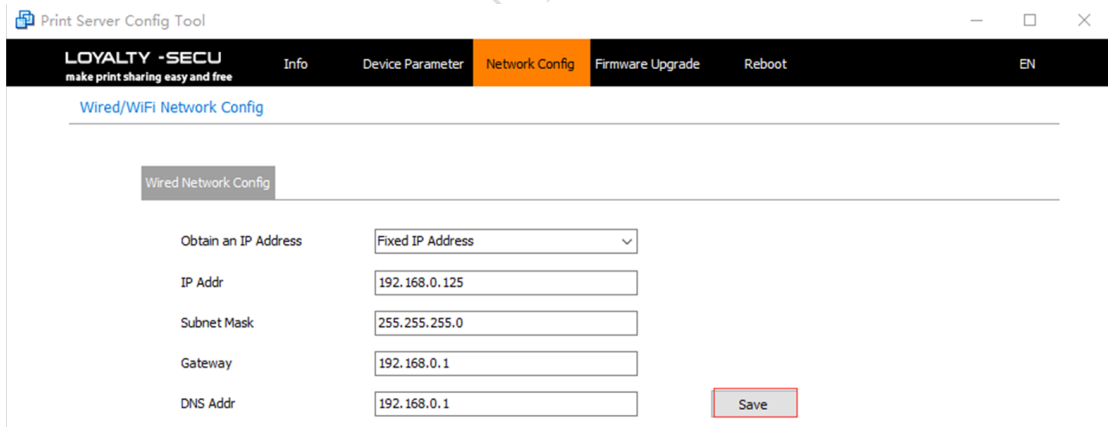 Print Server Config Tool
LOYALTY -SECU
make print sharing easy and free
Info Device Parameter Network Config Firmware Upgrade Reboot EN
Wired/WiFi Network Config
Wired Network Config
Obtain an IP Address Fixed IP Address
IP Addr 192.168.0.125
Subnet Mask 255.255.255.0
Gateway 192.168.0.1
DNS Addr 192.168.0.1 Save